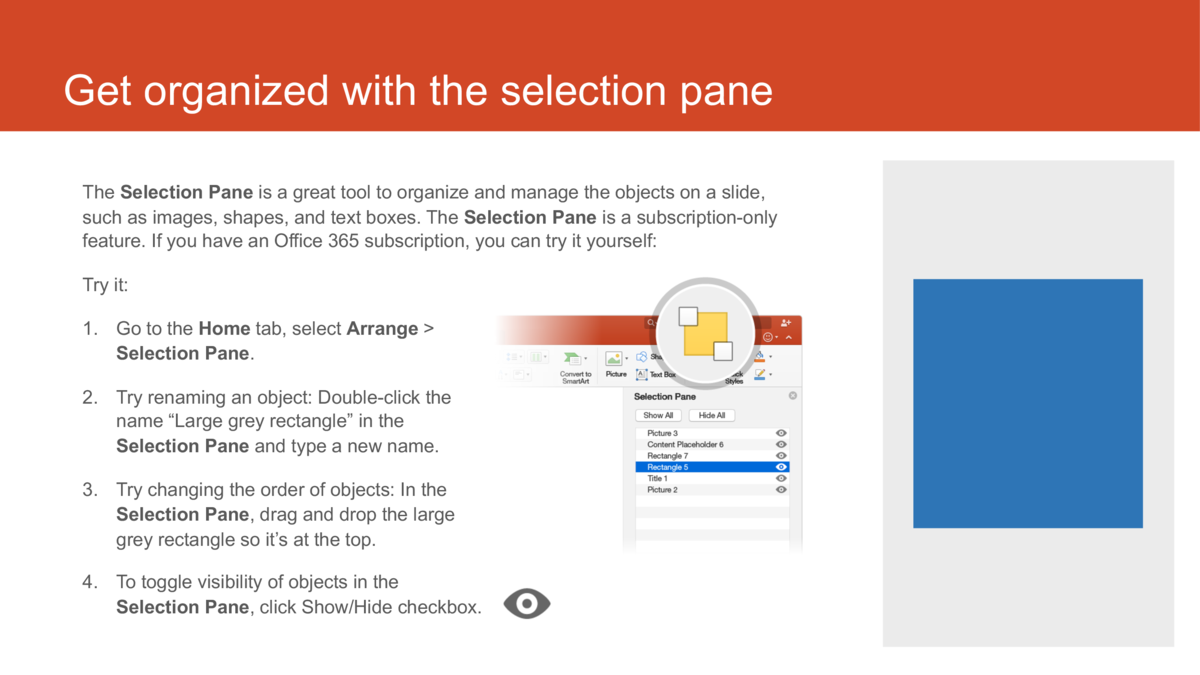 Get organized with the selection pane
The Selection Pane is a great tool to organize and manage the objects on a slide,
such as images, shapes, and text boxes. The Selection Pane is a subscription-only
feature. If you have an Office 365 subscription, you can try it yourself:
Try it:
1. Go to the Home tab, select Arrange >
Selection Pane.
2. Try renaming an object: Double-click the
name “Large grey rectangle” in the
Selection Pane and type a new name.
3. Try changing the order of objects: In the
Selection Pane, drag and drop the large
grey rectangle so it’s at the top.
4. To toggle visibility of objects in the
Selection Pane, click Show/Hide checkbox.
Convert to
SmartArt
Picture
Text Box
Styles
Selection Pane
Show All Hide All
Picture 3
Content Placeholder 6
Rectangle 7
Rectangle 5
Title 1
Picture 2